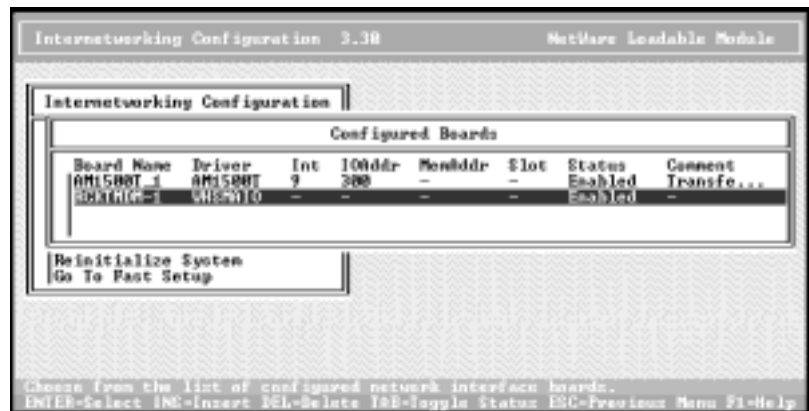 Internetworking Configuration 3.30 NetWare Loadable Module
Internetworking Configuration
Configured Boards
Board Name Driver Int IOAddr MemAddr Slot Status Comment
AM1500T_1 AM1500T 9 300 - - Enabled Transfe...
- - - - Enabled -
Reinitialize System
Go To Fast Setup
Choose from the list of configured network interface boards.
ENTER=Select INS=Insert DEL=Delete TAB=Toggle Status ESC=Previous Menu F1=Help